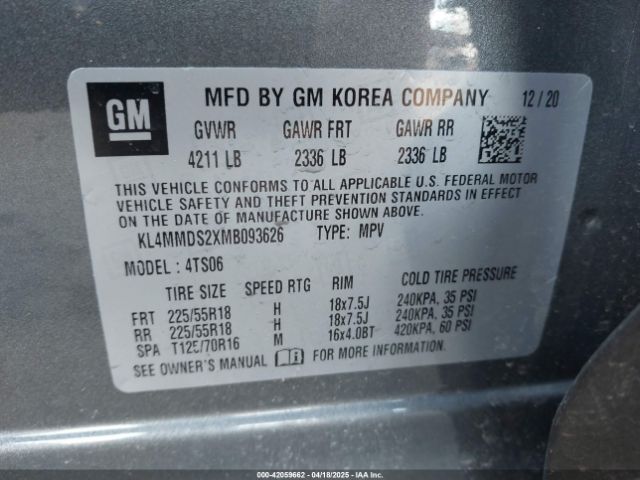 GM
MFD BY GM KOREA COMPANY 12 / 20
GVWR GAWR FRT GAWR RR
4211 LB 2336 LB 2336 LB
THIS VEHICLE CONFORMS TO ALL APPLICABLE U.S. FEDERAL MOTOR
VEHICLE SAFETY AND THEFT PREVENTION STANDARDS IN EFFECT
ON THE DATE OF MANUFACTURE SHOWN ABOVE.
KL4MMDS2XMB093626 TYPE: MPV
MODEL : 4TS06
TIRE SIZE SPEED RTG RIM COLD TIRE PRESSURE
FRT 225/55R18 H 18x7.5J 240KPA, 35 PSI
RR 225/55R18 H 18x7.5J 240KPA, 35 PSI
SPA T125/70R16 M 16x4.0BT 420KPA, 60 PSI
SEE OWNER'S MANUAL FOR MORE INFORMATION.
000-42059662 - 04/18/2025 - IAAI.com